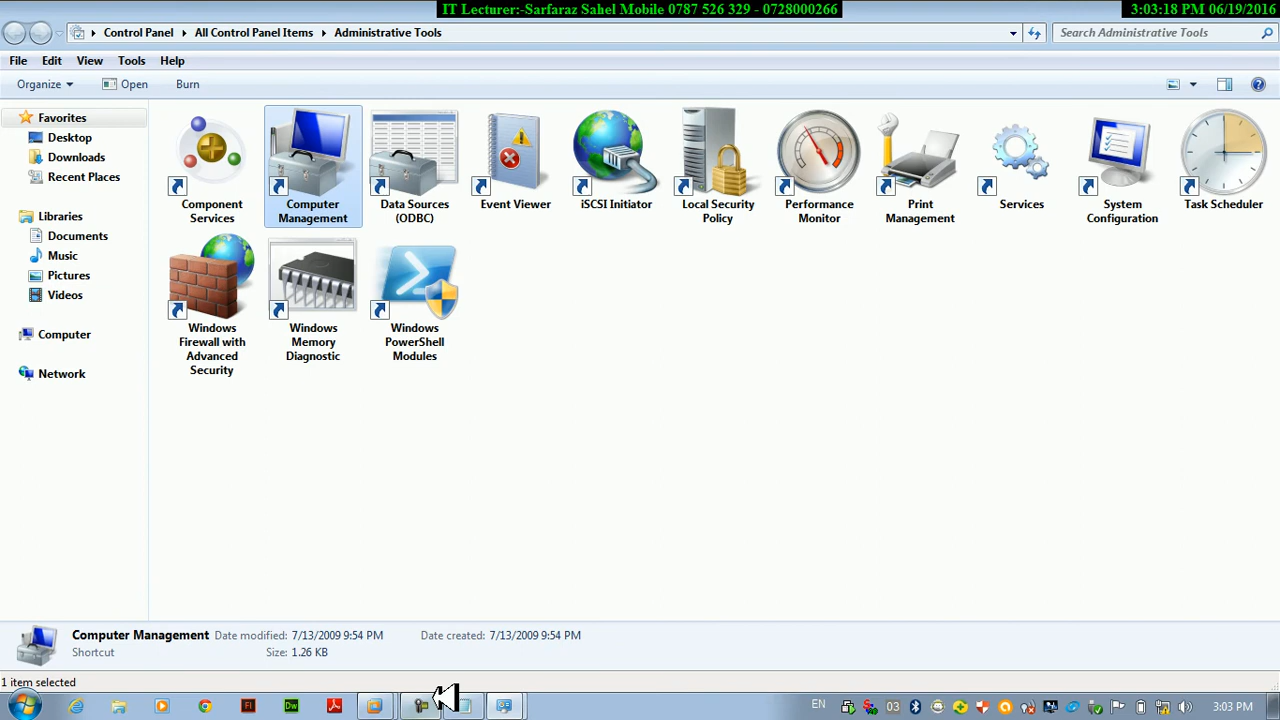 IT Lecturer:-Sarfaraz Sahel Mobile 0787 526 329 - 0728000266
3:03:18 PM 06/19/2016
Control Panel
All Control Panel Items
Administrative Tools
Search Administrative Tools
File Edit View Tools Help
Organize Open Burn
Favorites
Desktop
Downloads
Recent Places
Libraries
Documents
Music
Pictures
Videos
Computer
Network
Component
Services
Computer
Management
Data Sources
(ODBC)
Event Viewer
iSCSI Initiator
Local Security
Policy
Performance
Monitor
Print
Management
Services
System
Configuration
Task Scheduler
Windows
Firewall with
Advanced
Security
Windows
Memory
Diagnostic
Windows
PowerShell
Modules
Computer Management Date modified: 7/13/2009 9:54 PM Date created: 7/13/2009 9:54 PM
Shortcut Size: 1.26 KB
1 item selected
Fl
Dw
EN
03
3:03 PM